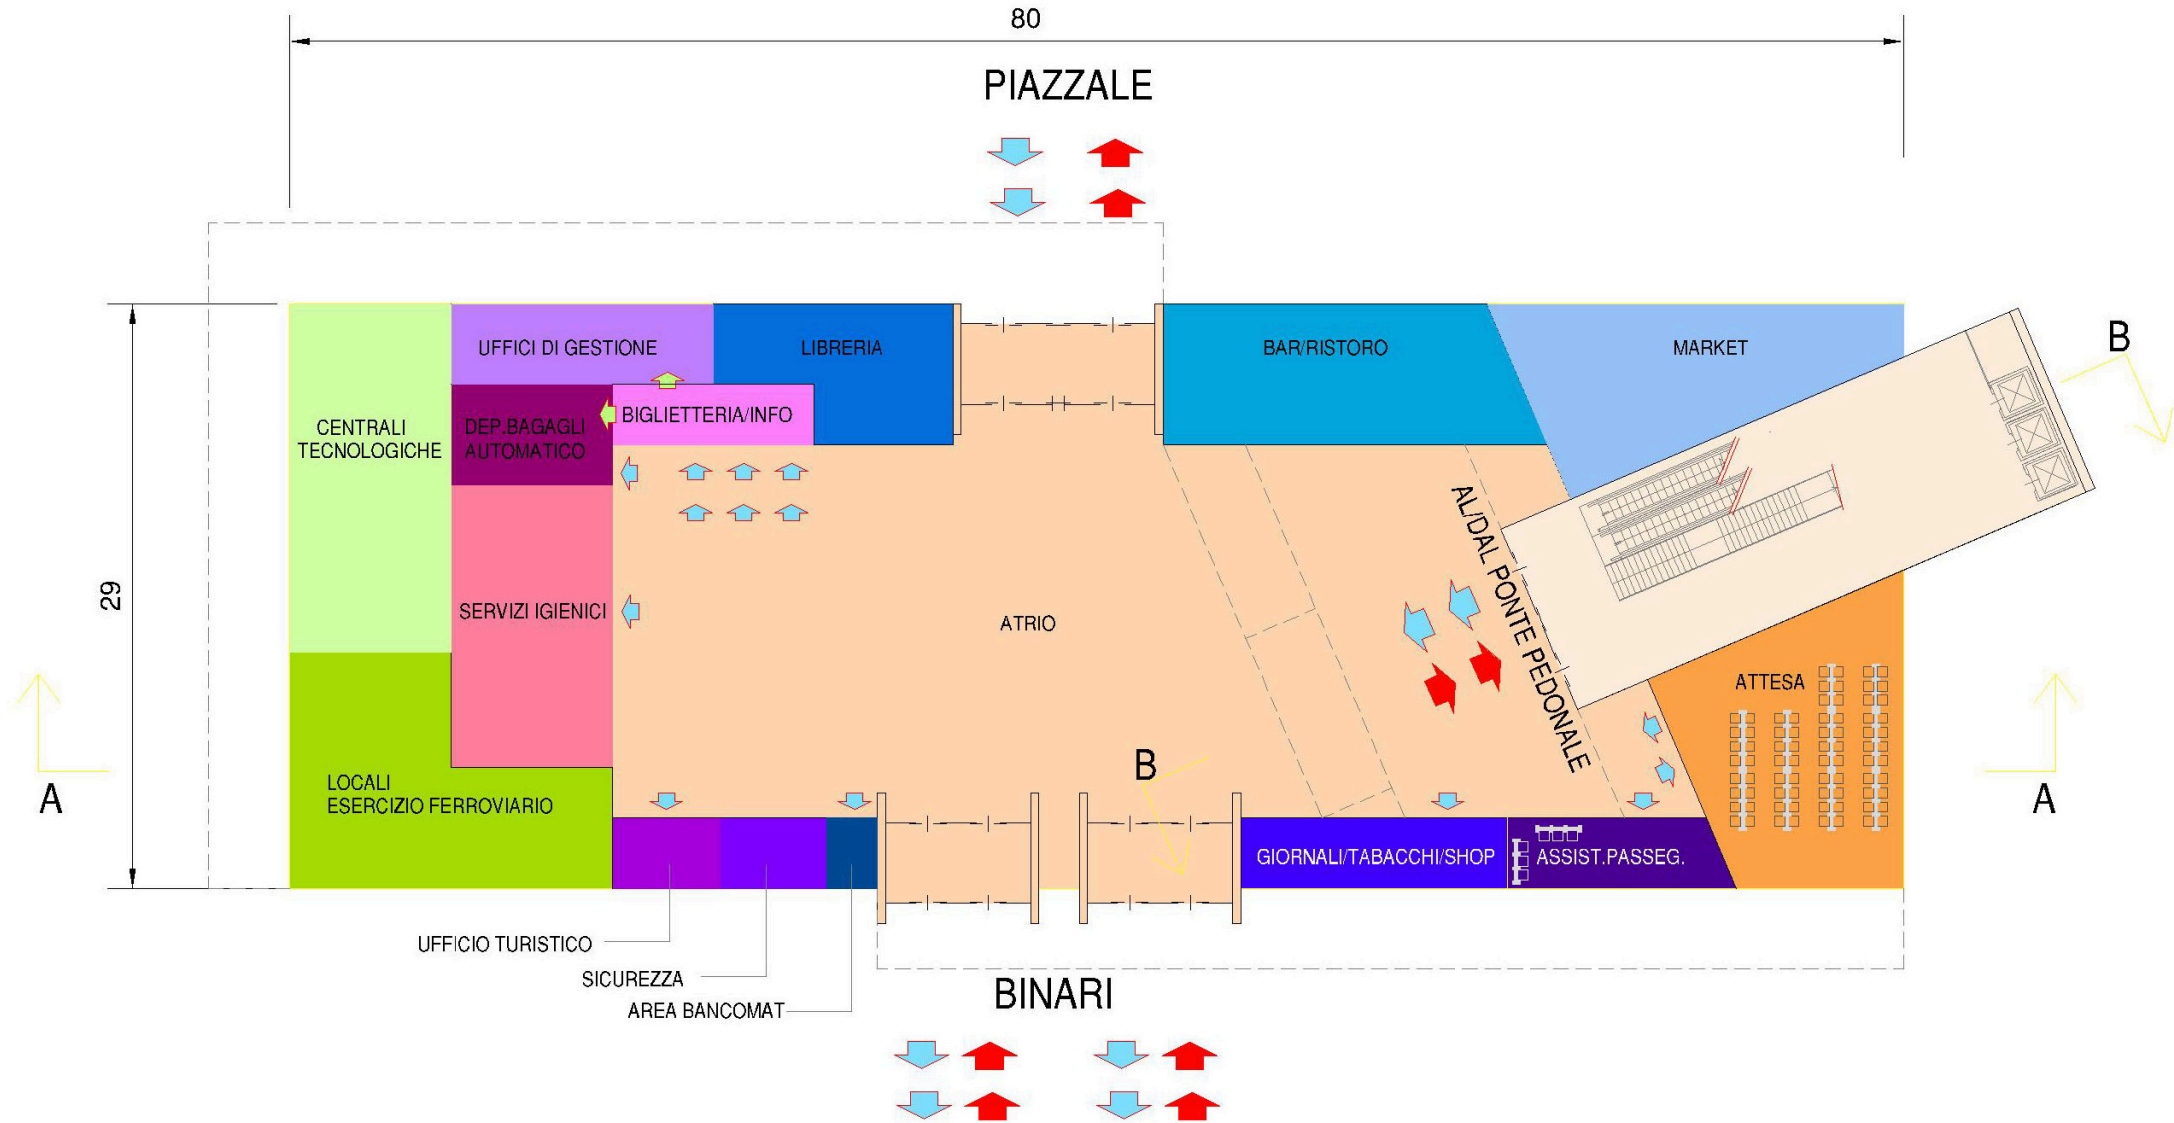 80
PIAZZALE
UFFICI DI GESTIONE
LIBRERIA
BAR/RISTORO
MARKET
B
CENTRALI
TECNOLOGICHE
DEP.BAGAGLI
AUTOMATICO
BIGLIETTERIA/INFO
29
SERVIZI IGIENICI
ATRIO
AL/DAL PONTE PEDONALE
ATTESA
LOCALI
ESERCIZIO FERROVIARIO
B
A
A
GIORNALI/TABACCHI/SHOP
ASSIST.PASSEG.
UFFICIO TURISTICO
SICUREZZA
AREA BANCOMAT
BINARI